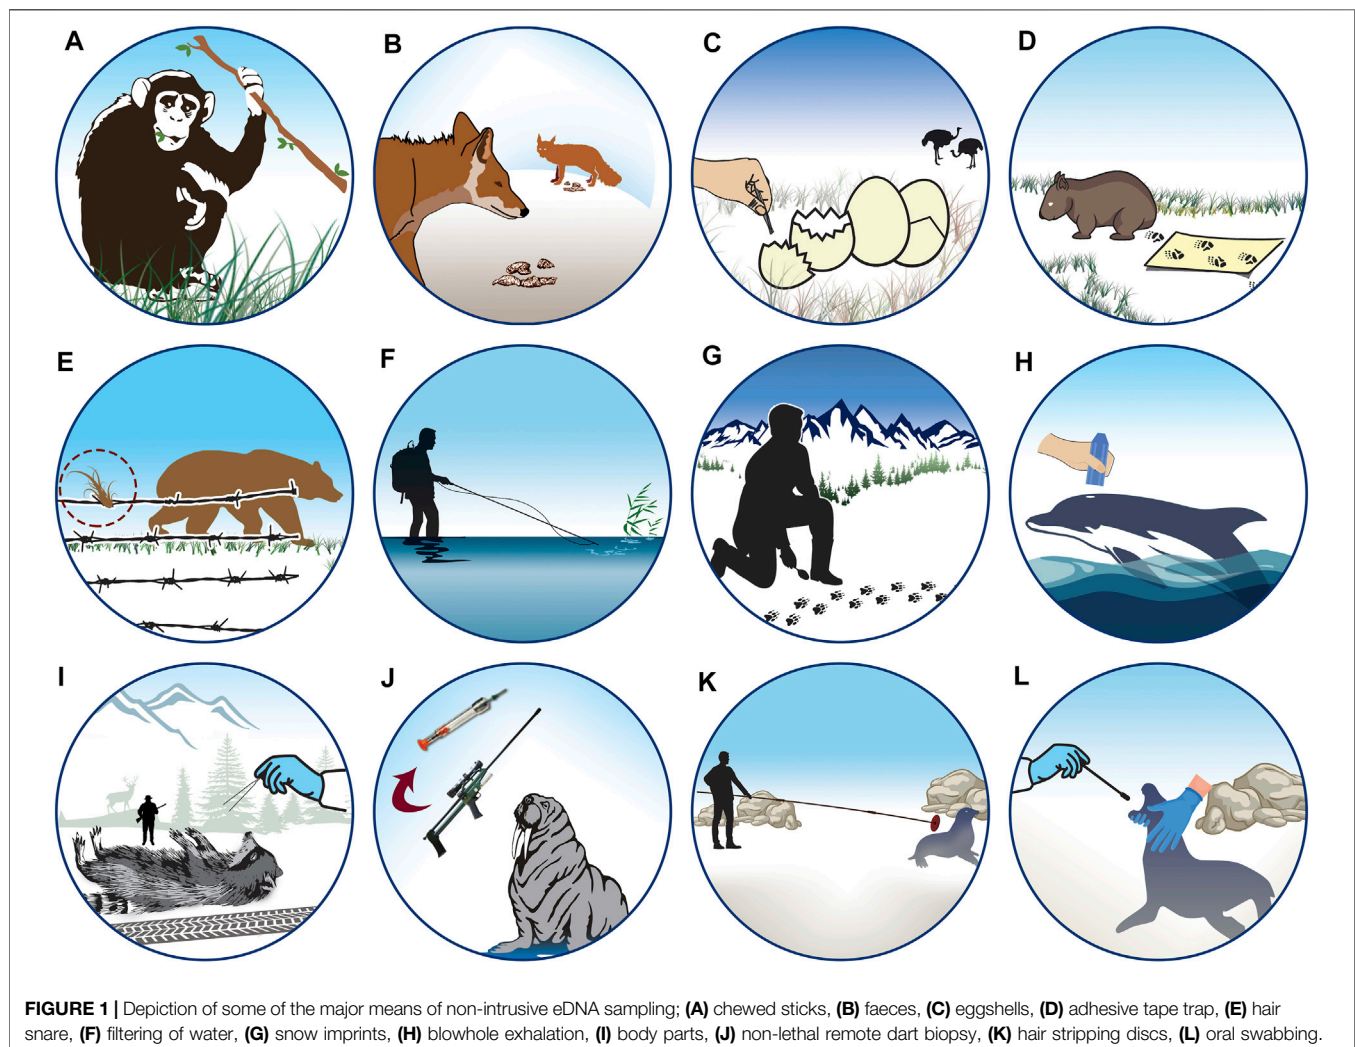 A
B
C
D
E
F
G
H
I
J
K
L
FIGURE 1 | Depiction of some of the major means of non-intrusive eDNA sampling; (A) chewed sticks, (B) faeces, (C) eggshells, (D) adhesive tape trap, (E) hair
snare, (F) filtering of water, (G) snow imprints, (H) blowhole exhalation, (I) body parts, (J) non-lethal remote dart biopsy, (K) hair stripping discs, (L) oral swabbing.